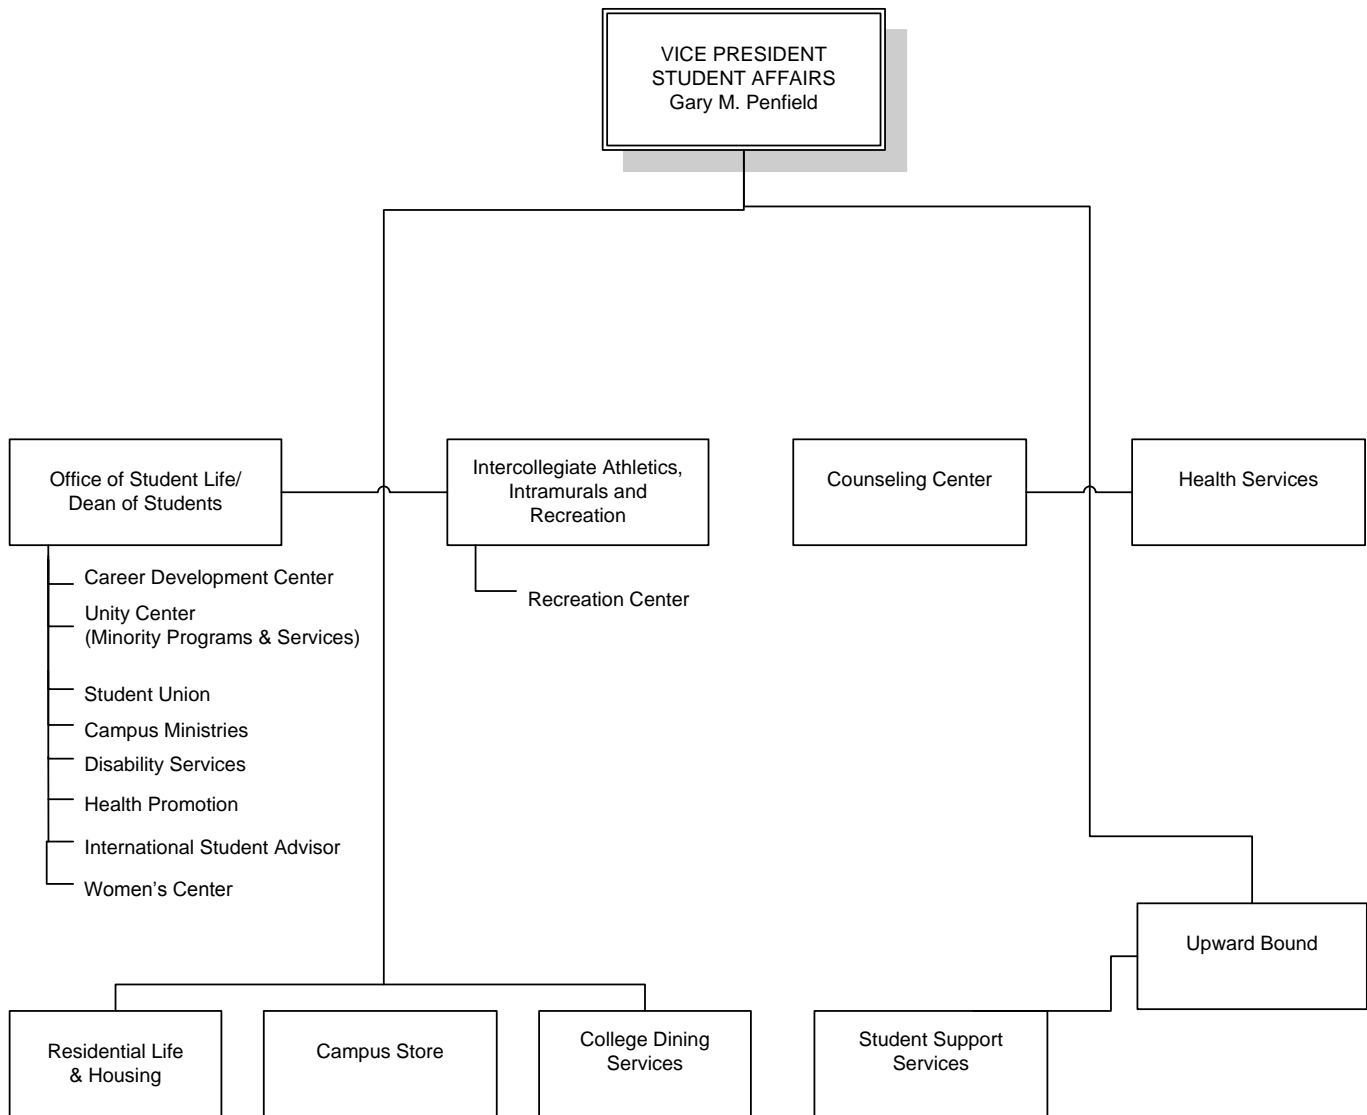 VICE PRESIDENT
STUDENT AFFAIRS
Gary M. Penfield
Office of Student Life/
Dean of Students
Intercollegiate Athletics,
Intramurals and
Recreation
Counseling Center
Health Services
Career Development Center
Unity Center
(Minority Programs & Services)
Student Union
Campus Ministries
Disability Services
Health Promotion
International Student Advisor
Women's Center
Recreation Center
Upward Bound
Residential Life
& Housing
Campus Store
College Dining
Services
Student Support
Services